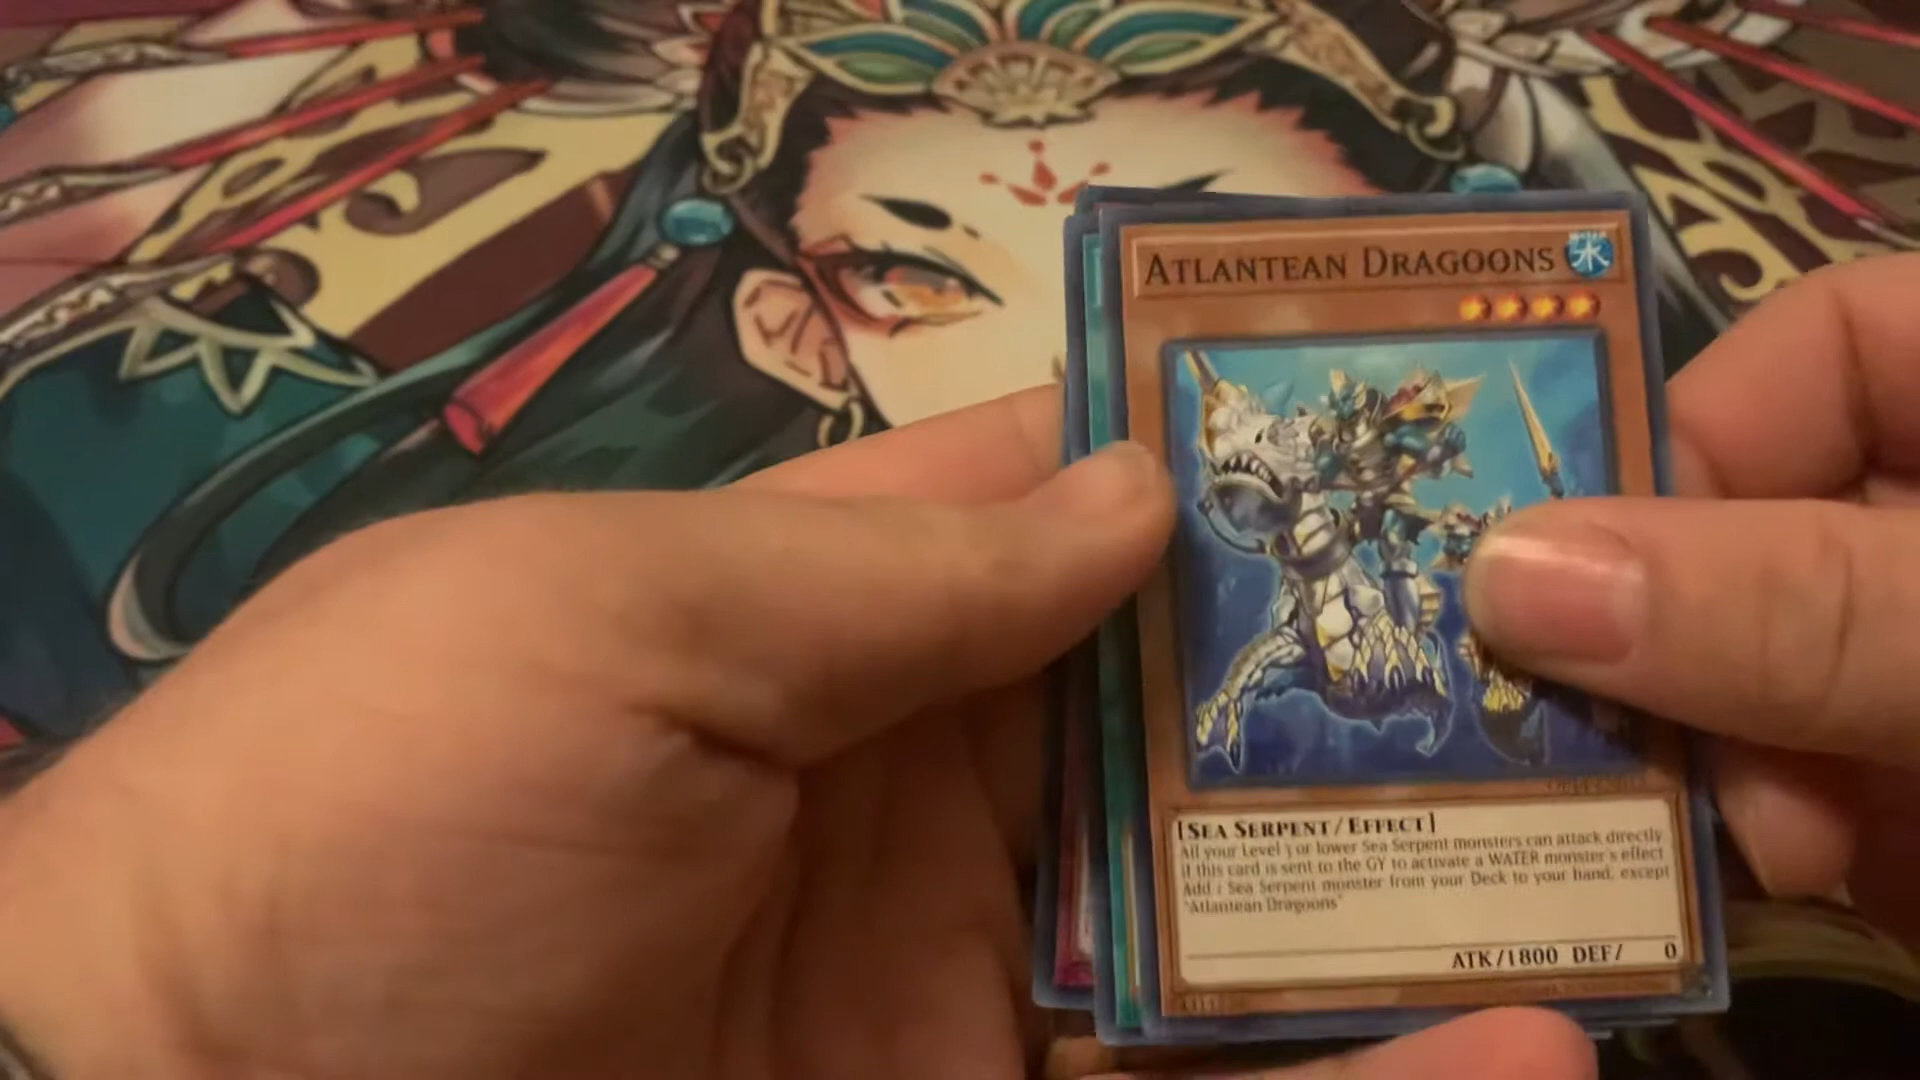 ATLANTEAN DRAGOONS 水
[SEA SERPENT/EFFECT]
All your Level 3 or lower Sea Serpent monsters can attack directly
If this card is sent to the GY to activate a WATER monster's effect
Add 1 Sea Serpent monster from your Deck to your hand, except
"Atlantean Dragoons"
ATK/1800 DEF/ 0